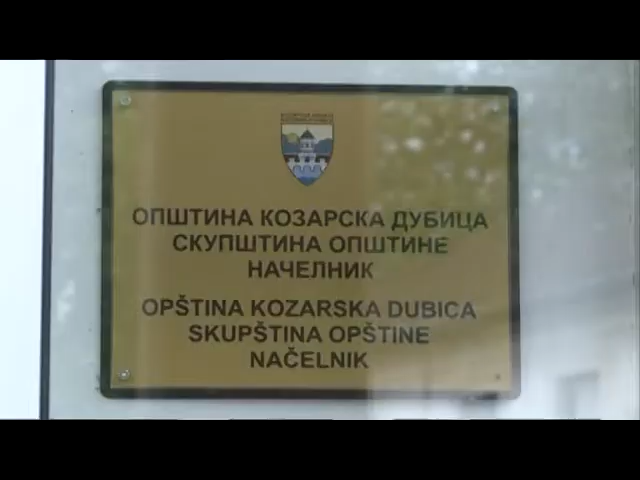 ОПШТИНА КОЗАРСКА ДУБИЦА
СКУПШТИНА ОПШТИНЕ
НАЧЕЛНИК
OPŠTINA KOZARSKA DUBICA
SKUPŠTINA OPŠTINE
NAČELNIK